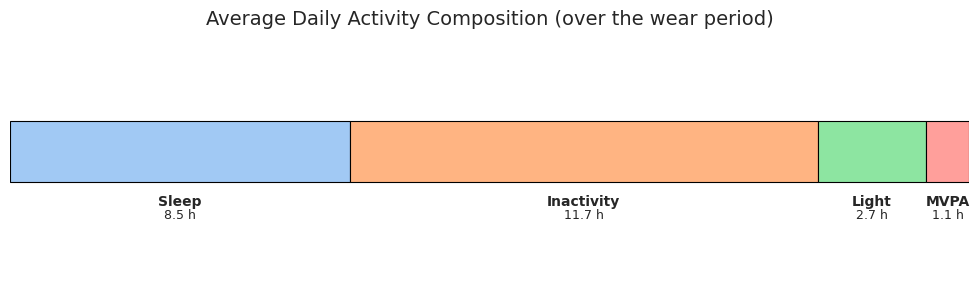 Average Daily Activity Composition (over the wear period)
Sleep
8.5 h
Inactivity
11.7 h
Light
2.7 h
MVPA
1.1 h